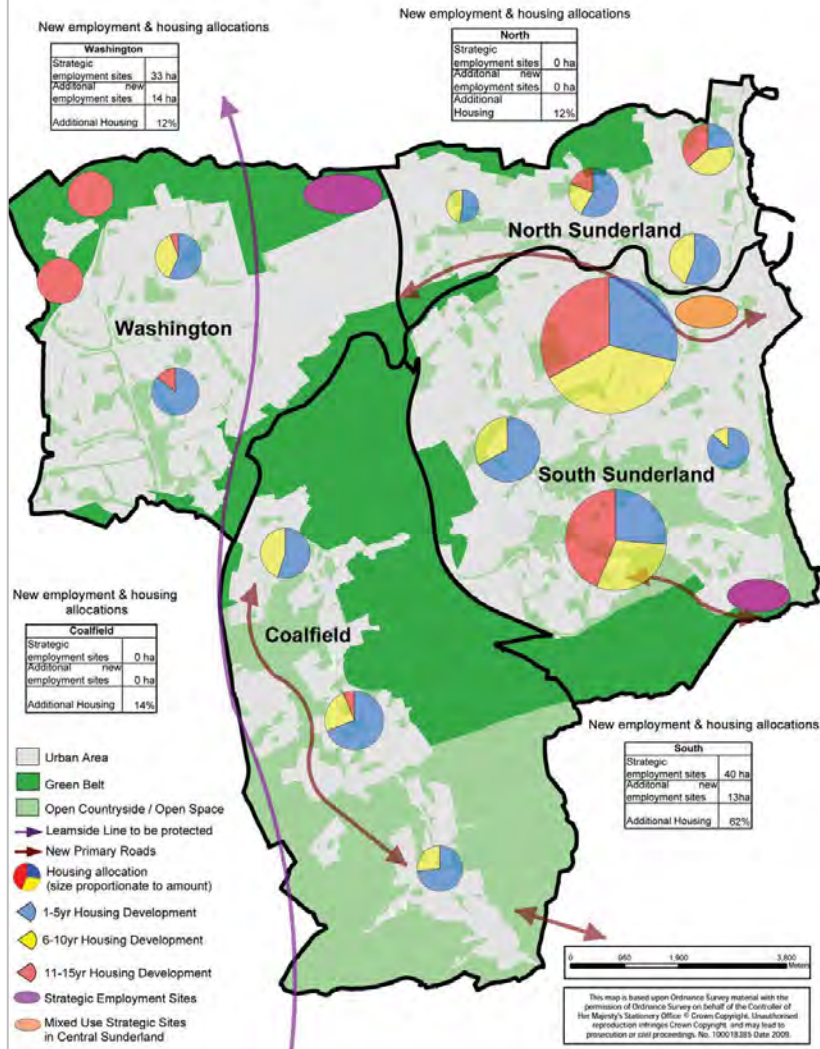 New employment & housing allocations
Washington
Strategic
employment sites 33 ha
Additonal new
employment sites 14 ha
Additional Housing 12%
New employment & housing allocations
North
Strategic
employment sites 0 ha
Additonal new
employment sites 0 ha
Additional
Housing 12%
North Sunderland
Washington
South Sunderland
Coalfield
New employment & housing
allocations
Coalfield
Strategic
employment sites 0 ha
Additonal new
employment sites 0 ha
Additional Housing 14%
New employment & housing allocations
South
Strategic
employment sites 40 ha
Additonal new
employment sites 13ha
Additional Housing 62%
Urban Area
Green Belt
Open Countryside / Open Space
Leamside Line to be protected
New Primary Roads
Housing allocation
(size proportionate to amount)
1-5yr Housing Development
6-10yr Housing Development
11-15yr Housing Development
Strategic Employment Sites
Mixed Use Strategic Sites
in Central Sunderland
0 950 1,900 3,800
Meters
This map is based upon Ordnance Survey material with the
permission of Ordnance Survey on behalf of the Controller of
Her Majesty's Stationery Office © Crown Copyright. Unauthorised
reproduction infringes Crown Copyright and may lead to
prosecution or civil proceedings. No. 100018385 Date 2009.